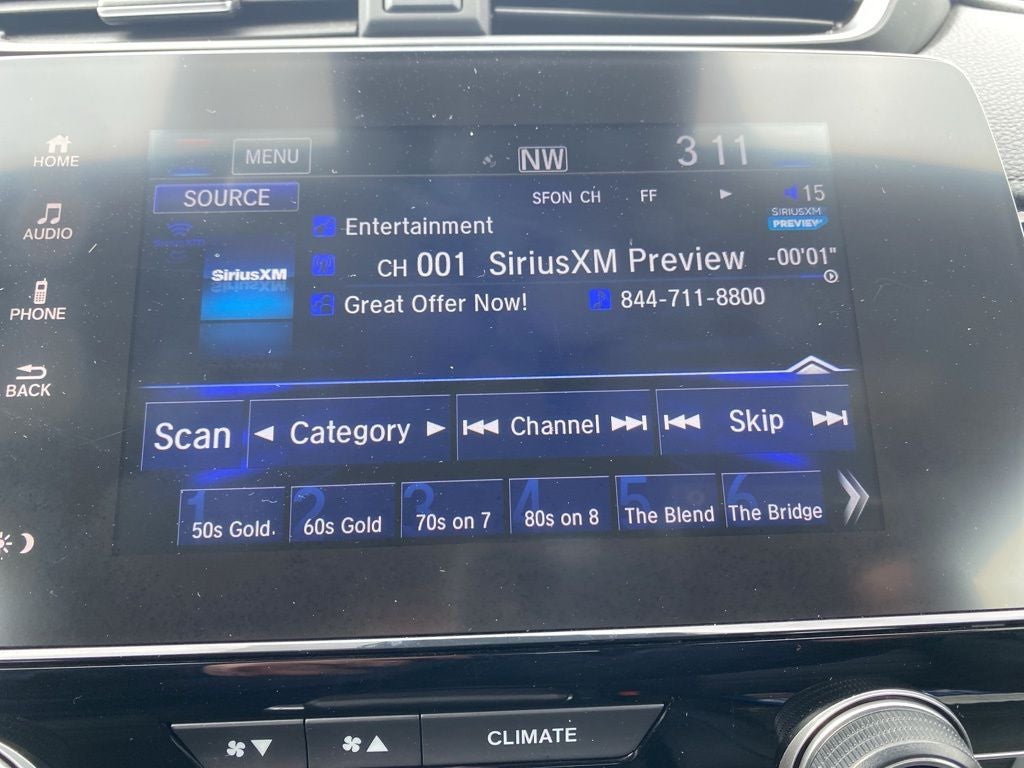 HOME
AUDIO
PHONE
BACK
MENU
NW
3 11
SOURCE
SFON CH FF
15
SIRIUSXM
PREVIEW
SiriusXM
SiriusXM
Entertainment
CH 001 SiriusXM Preview -00'01"
Great Offer Now! 844-711-8800
Scan
Category
Channel
Skip
1 50s Gold.
2 60s Gold
3 70s on 7
4 80s on 8
5 The Blend
6 The Bridge
CLIMATE